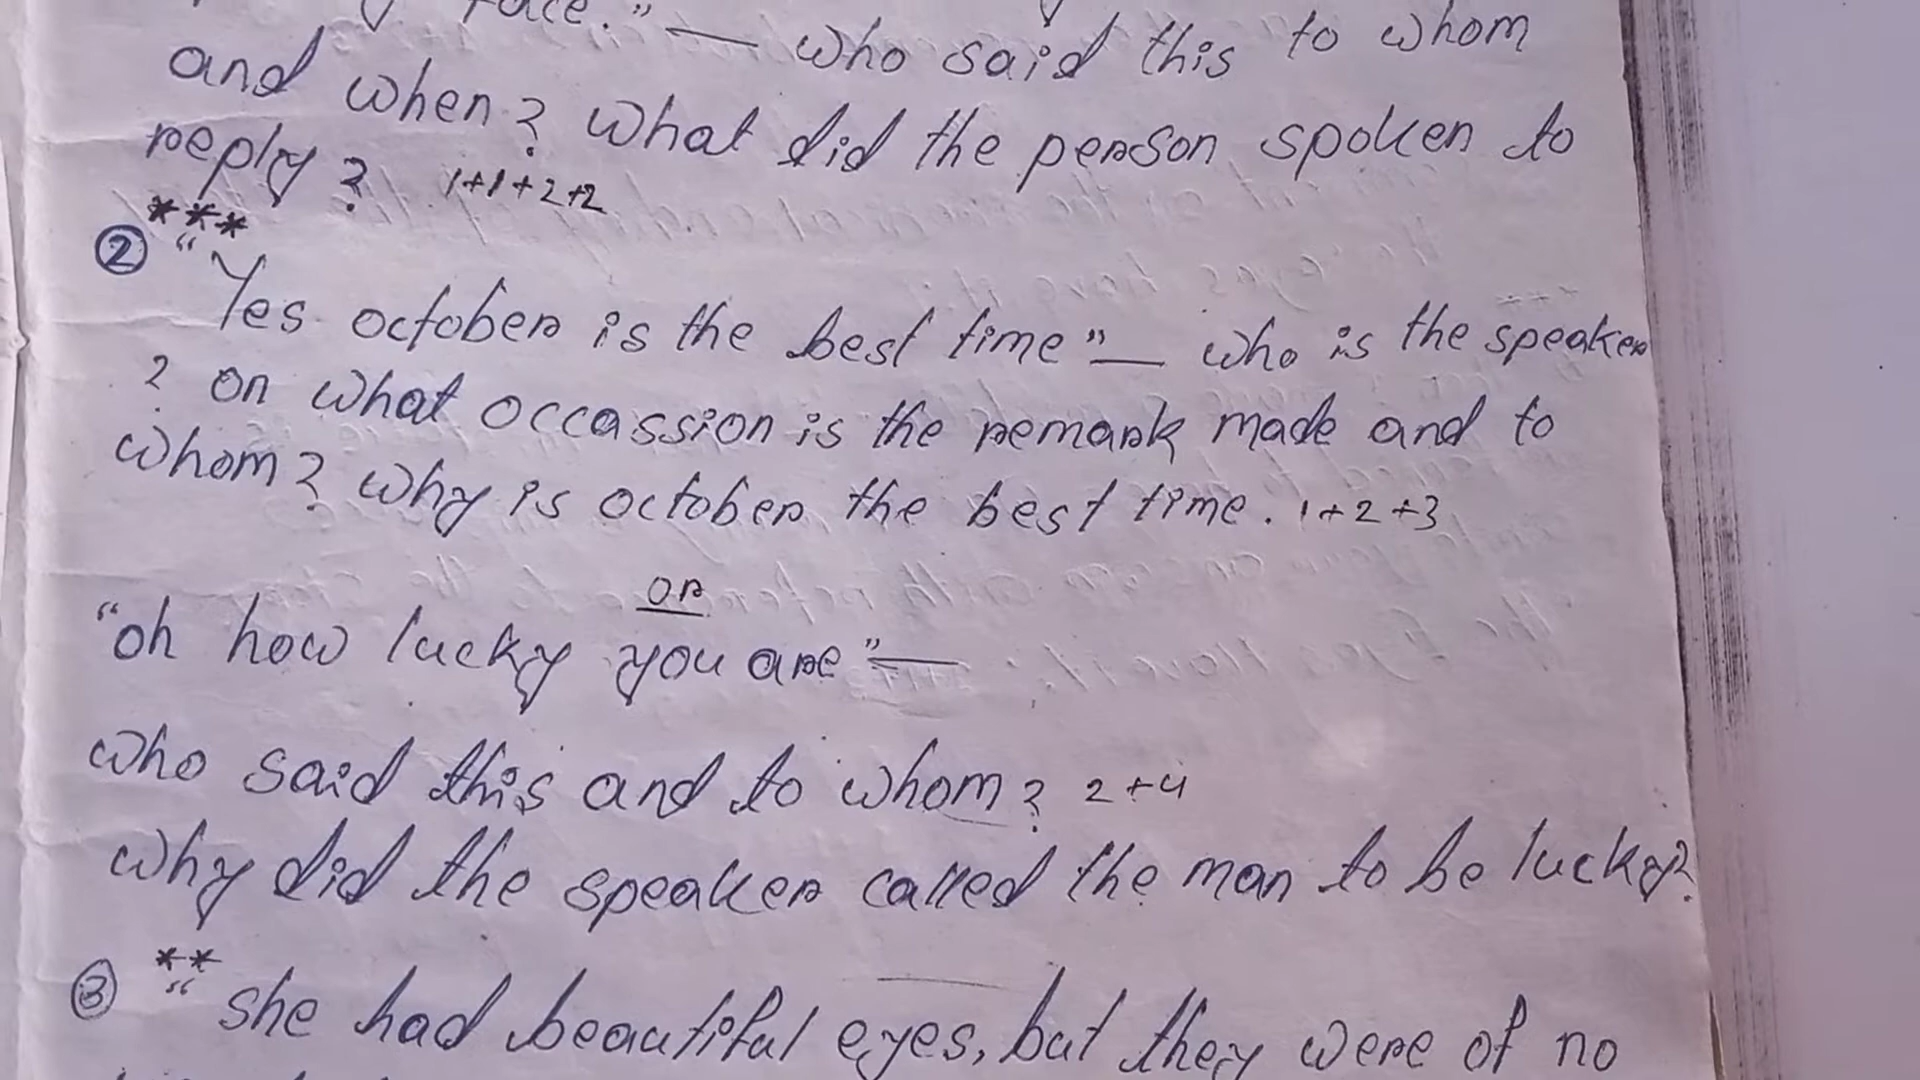 face." — who said this to whom
and when? what did the person spoken to
reply? 1+1+2+2
***
② "Yes october is the best time" — who is the speaker
? on what occassion is the remark made and to
whom? why is october the best time. 1+2+3
or
"oh how lucky you are" —
who said this and to whom? 2+4
why did the speaker called the man to be lucky?
**
③ "she had beautiful eyes, but they were of no